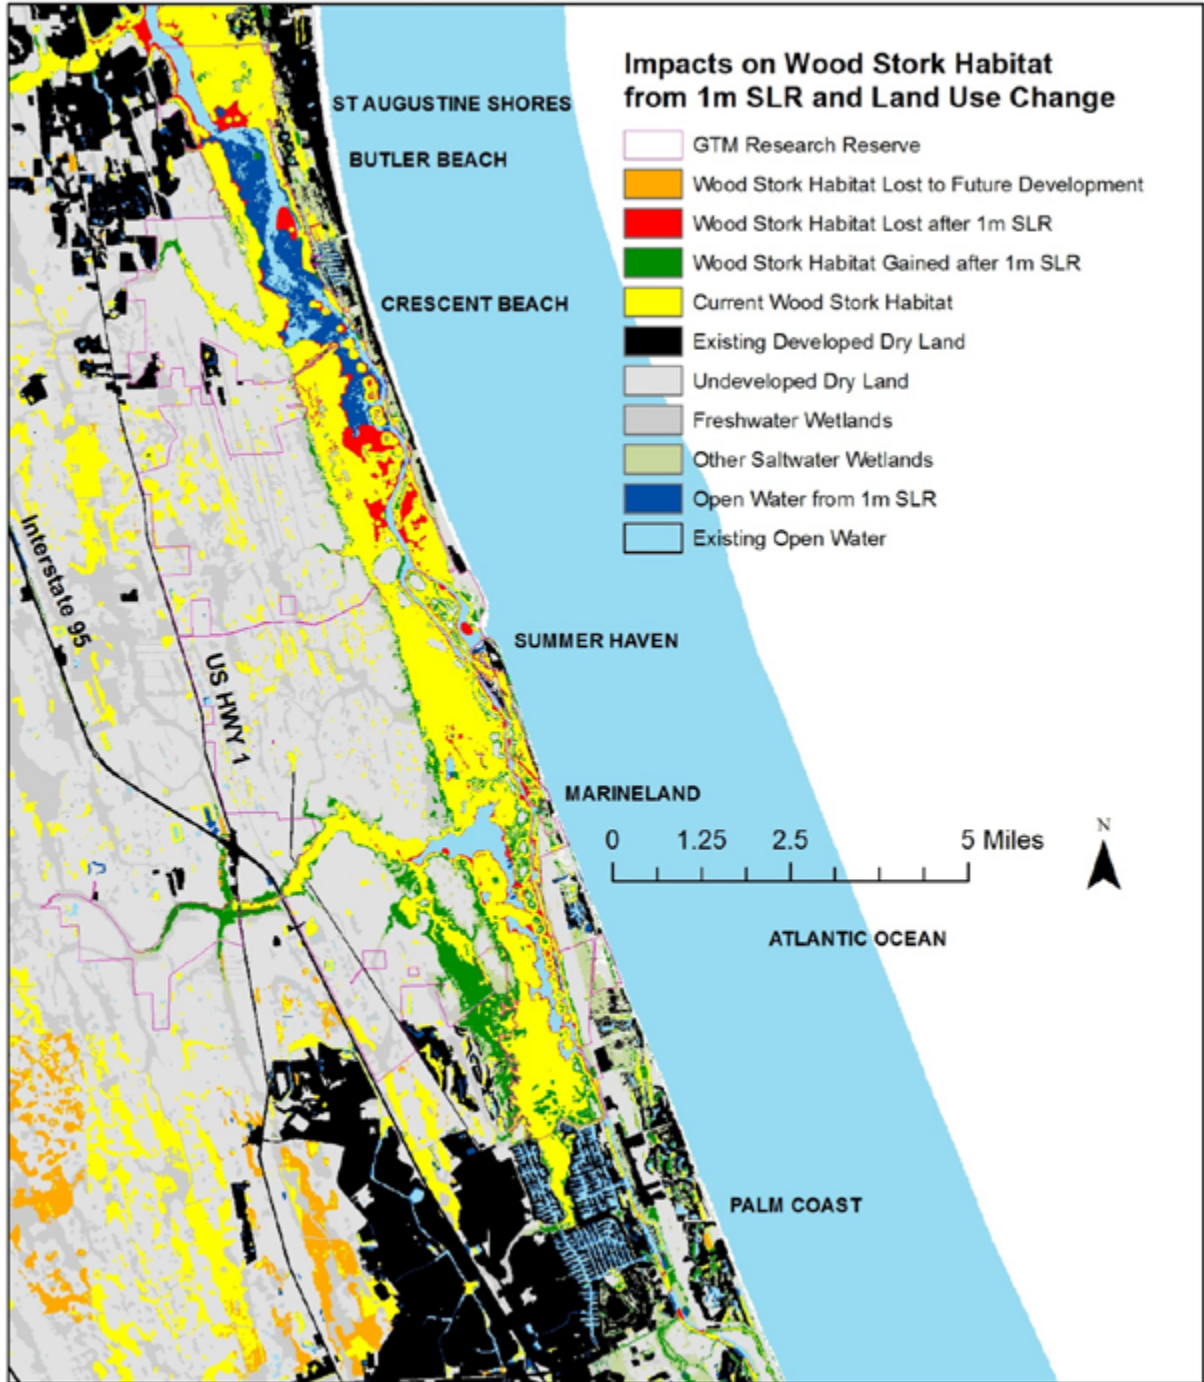 Impacts on Wood Stork Habitat
from 1m SLR and Land Use Change
GTM Research Reserve
Wood Stork Habitat Lost to Future Development
Wood Stork Habitat Lost after 1m SLR
Wood Stork Habitat Gained after 1m SLR
Current Wood Stork Habitat
Existing Developed Dry Land
Undeveloped Dry Land
Freshwater Wetlands
Other Saltwater Wetlands
Open Water from 1m SLR
Existing Open Water
ST AUGUSTINE SHORES
BUTLER BEACH
CRESCENT BEACH
Interstate 95
US HWY 1
SUMMER HAVEN
MARINELAND
0 1.25 2.5 5 Miles
N
ATLANTIC OCEAN
PALM COAST